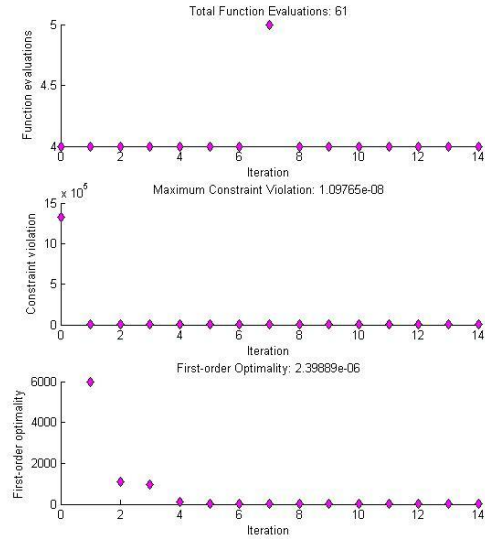 Total Function Evaluations: 61
5
4.5
4
Function evaluations
0 2 4 6 8 10 12 14
Iteration
Maximum Constraint Violation: 1.09765e-08
x 10^5
15
10
5
0
Constraint violation
0 2 4 6 8 10 12 14
Iteration
First-order Optimality: 2.39889e-06
6000
4000
2000
0
First-order optimality
0 2 4 6 8 10 12 14
Iteration